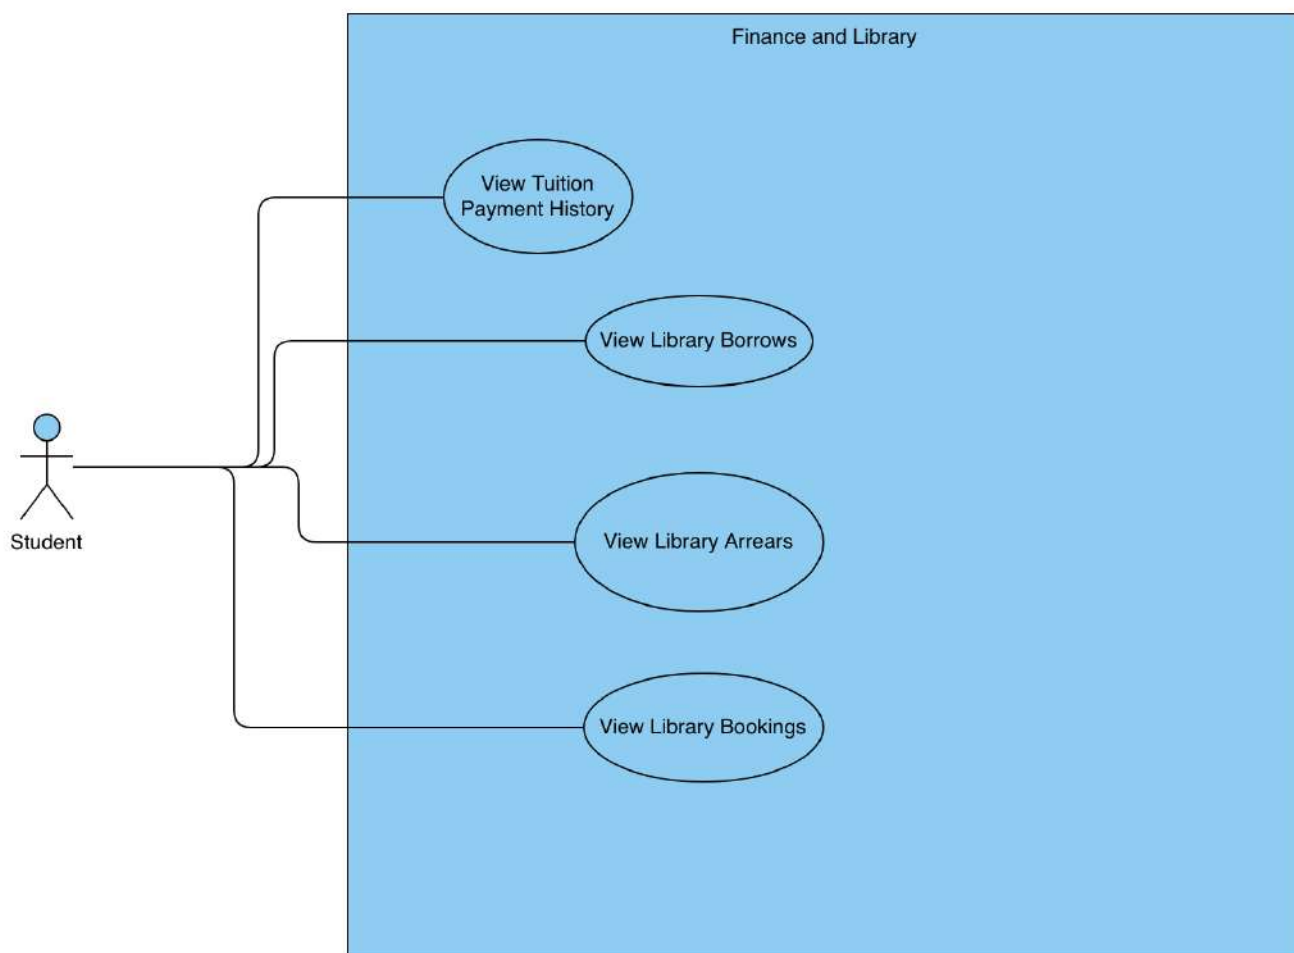 Finance and Library
View Tuition
Payment History
View Library Borrows
Student
View Library Arrears
View Library Bookings